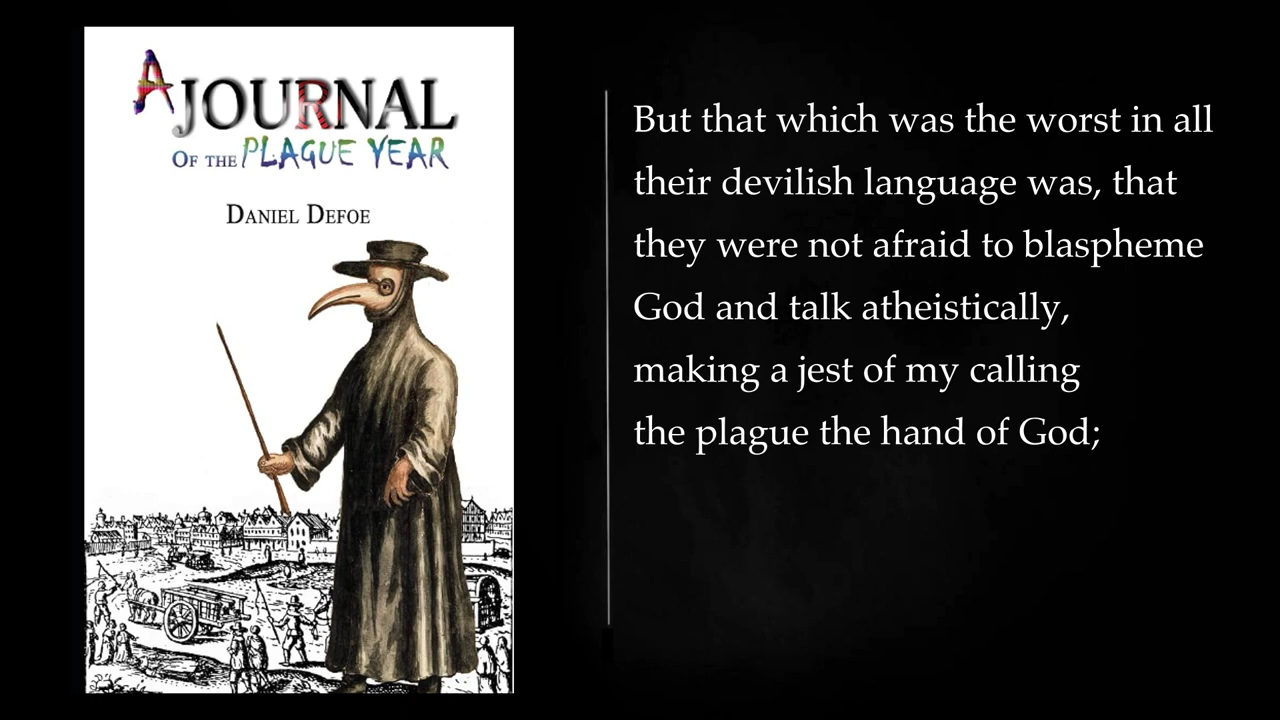 A JOURNAL
OF THE PLAGUE YEAR
DANIEL DEFOE
But that which was the worst in all
their devilish language was, that
they were not afraid to blaspheme
God and talk atheistically,
making a jest of my calling
the plague the hand of God;